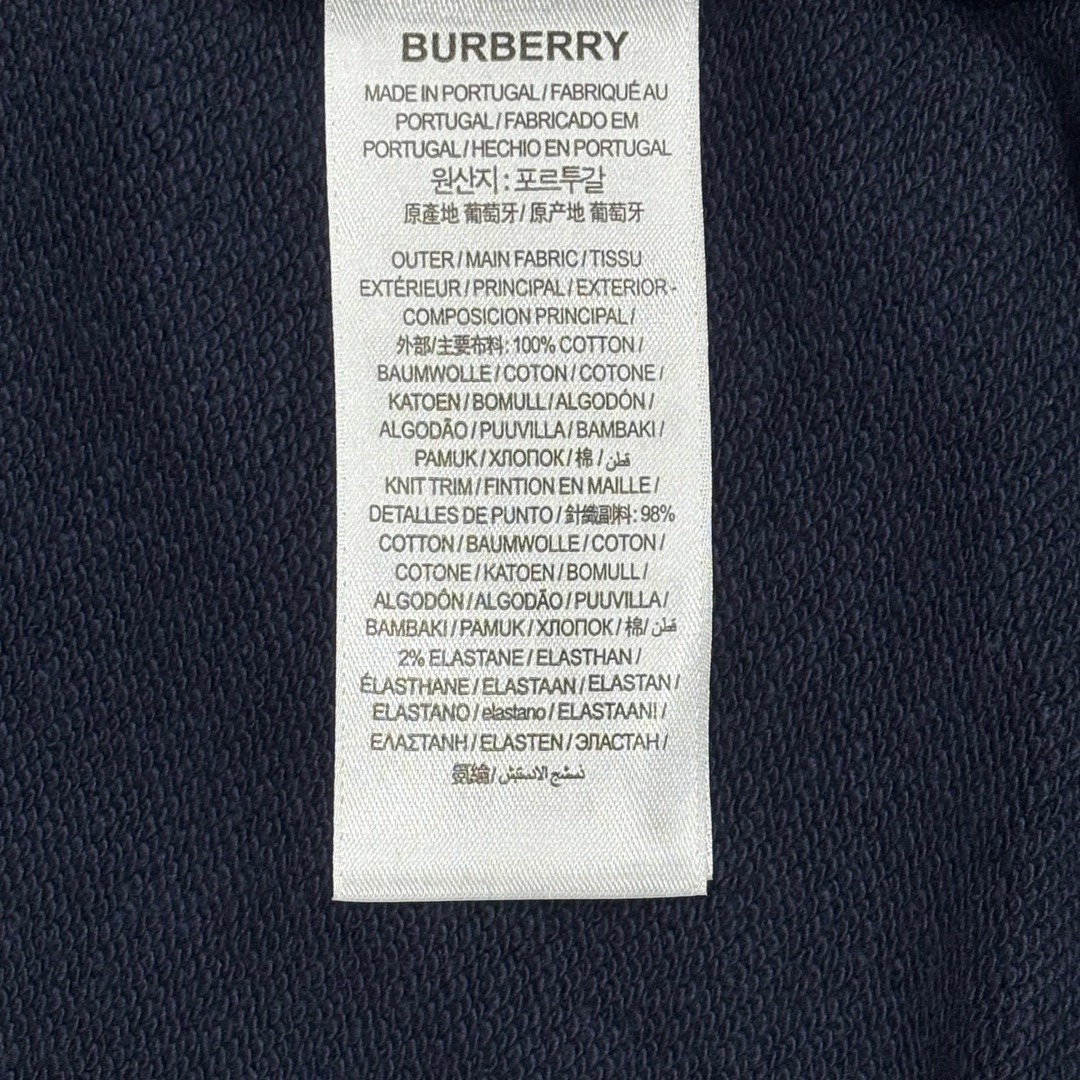 BURBERRY
MADE IN PORTUGAL / FABRIQUÉ AU
PORTUGAL / FABRICADO EM
PORTUGAL / HECHIO EN PORTUGAL
원산지 : 포르투갈
原產地 葡萄牙 / 原产地 葡萄牙
OUTER / MAIN FABRIC / TISSU
EXTÉRIEUR / PRINCIPAL / EXTERIOR -
COMPOSICION PRINCIPAL /
外部/主要布料: 100% COTTON /
BAUMWOLLE / COTON / COTONE /
KATOEN / BOMULL / ALGODÓN /
ALGODÃO / PUUVILLA / BAMBAKI /
PAMUK / ХЛОПОК / 棉 / قطن
KNIT TRIM / FINTION EN MAILLE /
DETALLES DE PUNTO / 針織副料: 98%
COTTON / BAUMWOLLE / COTON /
COTONE / KATOEN / BOMULL /
ALGODÓN / ALGODÃO / PUUVILLA /
BAMBAKI / PAMUK / ХЛОПОК / 棉/ قطن
2% ELASTANE / ELASTHAN /
ÉLASTHANE / ELASTAAN / ELASTAN /
ELASTANO / elastano / ELASTAANI /
ΕΛΑΣΤΑΝΗ / ELASTEN / ЭЛАСТАН /
氨綸 /